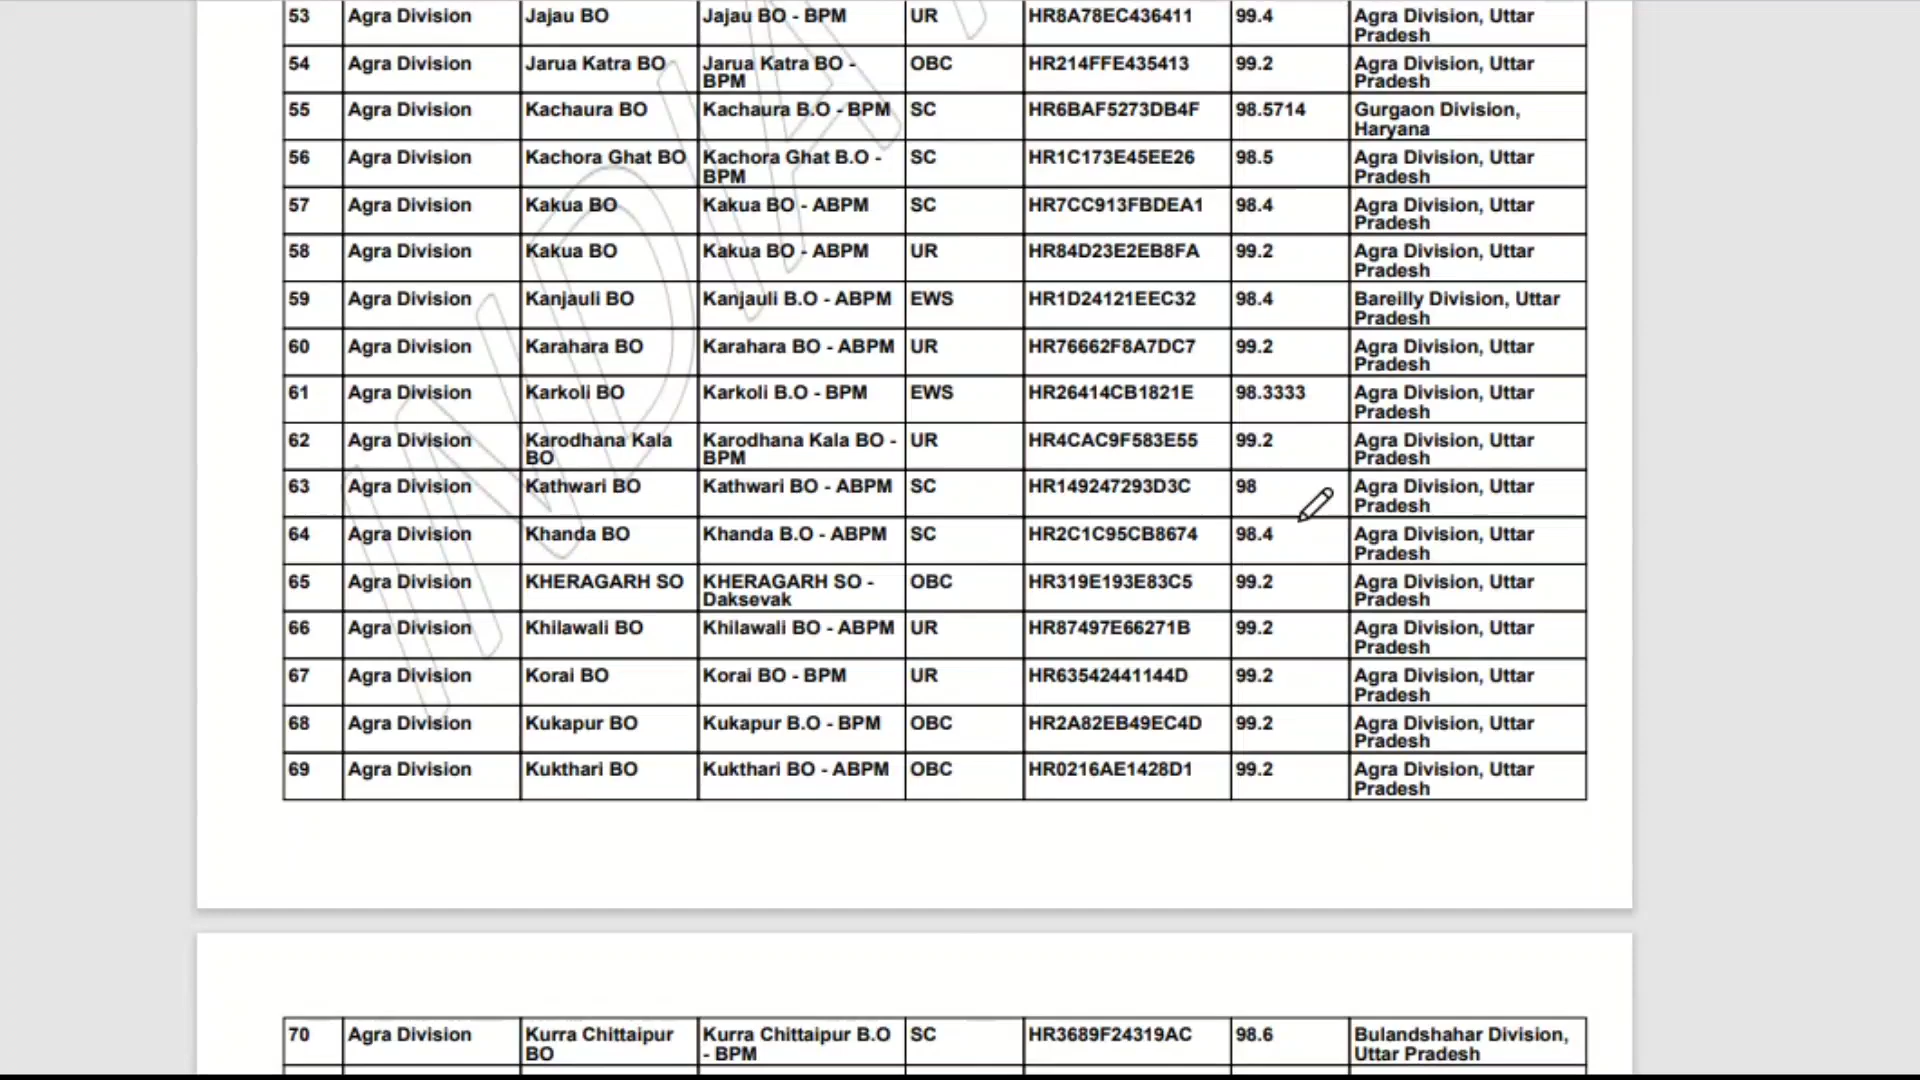 53 Agra Division Jajau BO Jajau BO - BPM UR HR8A78EC436411 99.4 Agra Division, Uttar
Pradesh
54 Agra Division Jarua Katra BO Jarua Katra BO - OBC HR214FFE435413 99.2 Agra Division, Uttar
BPM Pradesh
55 Agra Division Kachaura BO Kachaura B.O - BPM SC HR6BAF5273DB4F 98.5714 Gurgaon Division,
Haryana
56 Agra Division Kachora Ghat BO Kachora Ghat B.O - SC HR1C173E45EE26 98.5 Agra Division, Uttar
BPM Pradesh
57 Agra Division Kakua BO Kakua BO - ABPM SC HR7CC913FBDEA1 98.4 Agra Division, Uttar
Pradesh
58 Agra Division Kakua BO Kakua BO - ABPM UR HR84D23E2EB8FA 99.2 Agra Division, Uttar
Pradesh
59 Agra Division Kanjauli BO Kanjauli B.O - ABPM EWS HR1D24121EEC32 98.4 Bareilly Division, Uttar
Pradesh
60 Agra Division Karahara BO Karahara BO - ABPM UR HR76662F8A7DC7 99.2 Agra Division, Uttar
Pradesh
61 Agra Division Karkoli BO Karkoli B.O - BPM EWS HR26414CB1821E 98.3333 Agra Division, Uttar
Pradesh
62 Agra Division Karodhana Kala Karodhana Kala BO - UR HR4CAC9F583E55 99.2 Agra Division, Uttar
BO BPM Pradesh
63 Agra Division Kathwari BO Kathwari BO - ABPM SC HR149247293D3C 98 Agra Division, Uttar
Pradesh
64 Agra Division Khanda BO Khanda B.O - ABPM SC HR2C1C95CB8674 98.4 Agra Division, Uttar
Pradesh
65 Agra Division KHERAGARH SO KHERAGARH SO - OBC HR319E193E83C5 99.2 Agra Division, Uttar
Daksevak Pradesh
66 Agra Division Khilawali BO Khilawali BO - ABPM UR HR87497E66271B 99.2 Agra Division, Uttar
Pradesh
67 Agra Division Korai BO Korai BO - BPM UR HR63542441144D 99.2 Agra Division, Uttar
Pradesh
68 Agra Division Kukapur BO Kukapur B.O - BPM OBC HR2A82EB49EC4D 99.2 Agra Division, Uttar
Pradesh
69 Agra Division Kukthari BO Kukthari BO - ABPM OBC HR0216AE1428D1 99.2 Agra Division, Uttar
Pradesh
70 Agra Division Kurra Chittaipur Kurra Chittaipur B.O SC HR3689F24319AC 98.6 Bulandshahar Division,
BO - BPM Uttar Pradesh
INDIA